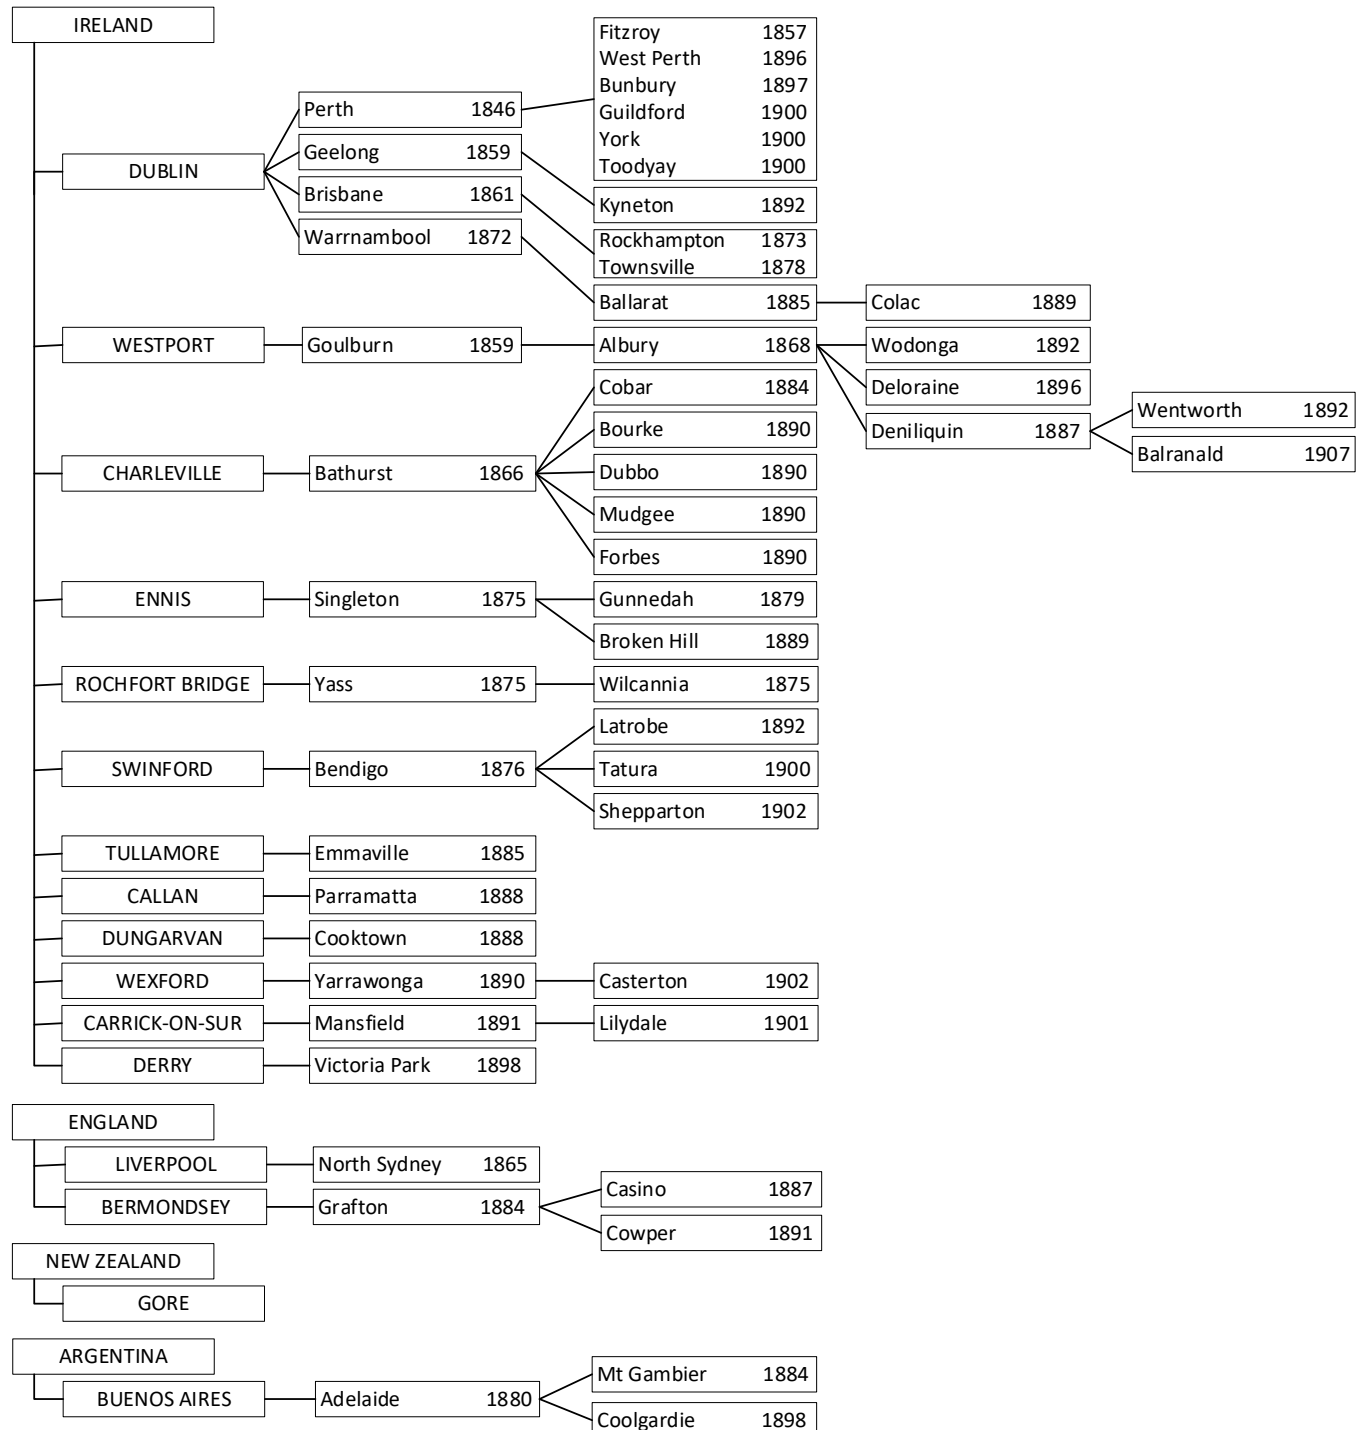 IRELAND
DUBLIN
Perth 1846
Fitzroy 1857
West Perth 1896
Bunbury 1897
Guildford 1900
York 1900
Toodyay 1900
Geelong 1859
Kyneton 1892
Brisbane 1861
Rockhampton 1873
Townsville 1878
Warrnambool 1872
Ballarat 1885
Colac 1889
WESTPORT
Goulburn 1859
Albury 1868
Wodonga 1892
Deloraine 1896
Deniliquin 1887
Wentworth 1892
Balranald 1907
CHARLEVILLE
Bathurst 1866
Cobar 1884
Bourke 1890
Dubbo 1890
Mudgee 1890
Forbes 1890
ENNIS
Singleton 1875
Gunnedah 1879
Broken Hill 1889
ROCHFORT BRIDGE
Yass 1875
Wilcannia 1875
SWINFORD
Bendigo 1876
Latrobe 1892
Tatura 1900
Shepparton 1902
TULLAMORE
Emmaville 1885
CALLAN
Parramatta 1888
DUNGARVAN
Cooktown 1888
WEXFORD
Yarrawonga 1890
Casterton 1902
CARRICK-ON-SUR
Mansfield 1891
Lilydale 1901
DERRY
Victoria Park 1898
ENGLAND
LIVERPOOL
North Sydney 1865
BERMONDSEY
Grafton 1884
Casino 1887
Cowper 1891
NEW ZEALAND
GORE
ARGENTINA
BUENOS AIRES
Adelaide 1880
Mt Gambier 1884
Coolgardie 1898